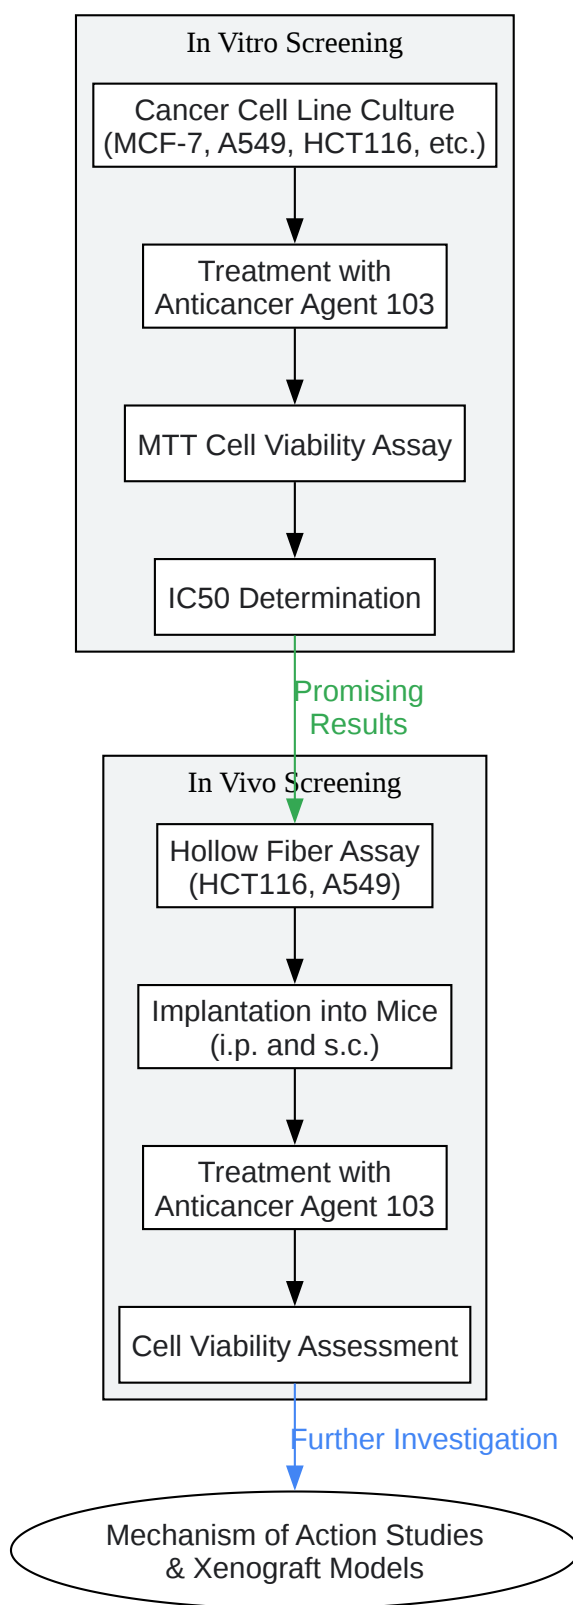 In Vitro Screening
Cancer Cell Line Culture
(MCF-7, A549, HCT116, etc.)
Treatment with
Anticancer Agent 103
MTT Cell Viability Assay
IC50 Determination
Promising
Results
In Vivo Screening
Hollow Fiber Assay
(HCT116, A549)
Implantation into Mice
(i.p. and s.c.)
Treatment with
Anticancer Agent 103
Cell Viability Assessment
Further Investigation
Mechanism of Action Studies
& Xenograft Models